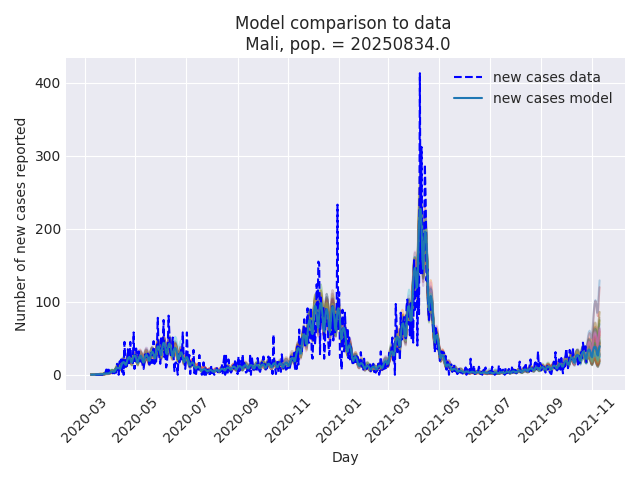 Model comparison to data
Mali, pop. = 20250834.0
new cases data
new cases model
Number of new cases reported
400
300
200
100
0
2020-03
2020-05
2020-07
2020-09
2020-11
2021-01
2021-03
2021-05
2021-07
2021-09
2021-11
Day